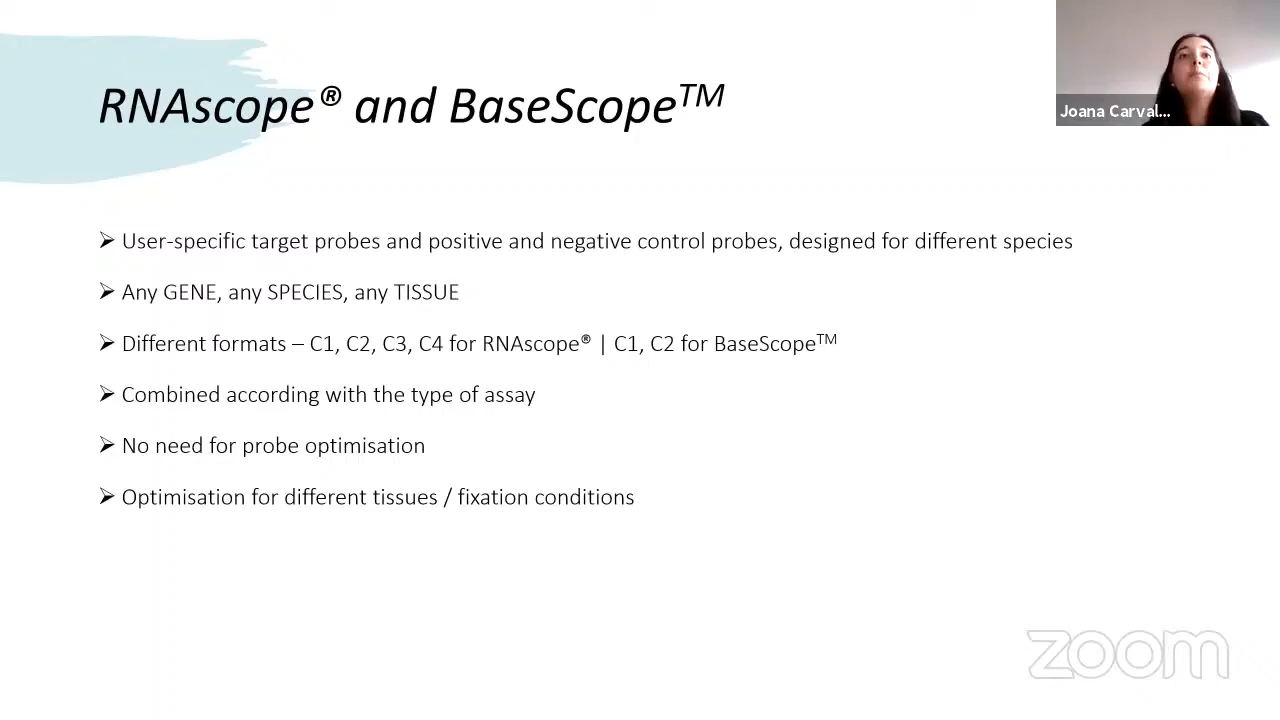 RNAscope® and BaseScope™
Joana Carval...
➢ User-specific target probes and positive and negative control probes, designed for different species
➢ Any GENE, any SPECIES, any TISSUE
➢ Different formats – C1, C2, C3, C4 for RNAscope® | C1, C2 for BaseScope™
➢ Combined according with the type of assay
➢ No need for probe optimisation
➢ Optimisation for different tissues / fixation conditions
zoom